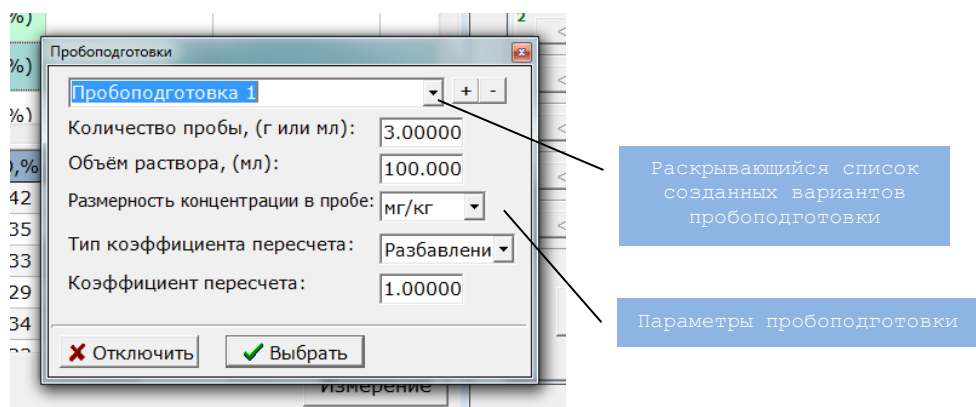 %)
2
Пробоподготовки
%)
Пробоподготовка 1
+ -
%)
Количество пробы, (г или мл):
3.00000
Раскрывающийся список
созданных вариантов
пробоподготовки
,%
Объём раствора, (мл):
100.000
42
Размерность концентрации в пробе:
мг/кг
35
Тип коэффициента пересчета:
Разбавлени
33
29
Коэффициент пересчета:
1.00000
34
Параметры пробоподготовки
Отключить
Выбрать
Измерение